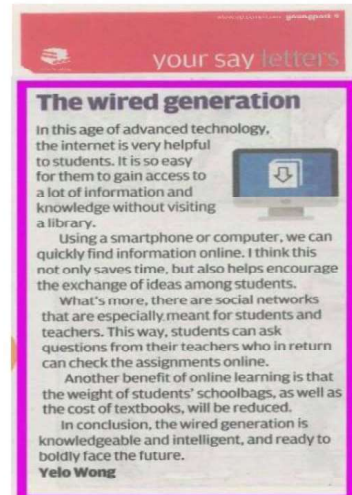 your say letters
The wired generation
In this age of advanced technology,
the internet is very helpful
to students. It is so easy
for them to gain access to
a lot of information and
knowledge without visiting
a library.
Using a smartphone or computer, we can
quickly find information online. I think this
not only saves time, but also helps encourage
the exchange of ideas among students.
What's more, there are social networks
that are especially meant for students and
teachers. This way, students can ask
questions from their teachers who in return
can check the assignments online.
Another benefit of online learning is that
the weight of students' schoolbags, as well as
the cost of textbooks, will be reduced.
In conclusion, the wired generation is
knowledgeable and intelligent, and ready to
boldly face the future.
Yelo Wong